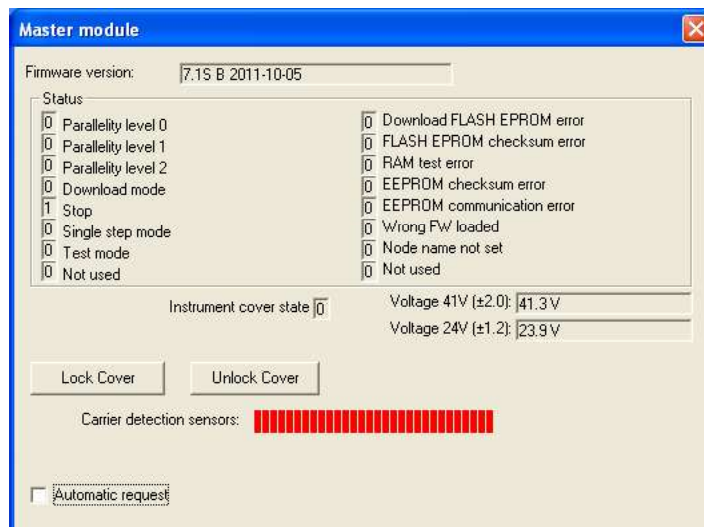 Master module
Firmware version: 7.1S B 2011-10-05
Status
0 Parallelity level 0
0 Parallelity level 1
0 Parallelity level 2
0 Download mode
1 Stop
0 Single step mode
0 Test mode
0 Not used
0 Download FLASH EPROM error
0 FLASH EPROM checksum error
0 RAM test error
0 EEPROM checksum error
0 EEPROM communication error
0 Wrong FW loaded
0 Node name not set
0 Not used
Instrument cover state 0
Voltage 41V (±2.0): 41.3 V
Voltage 24V (±1.2): 23.9 V
Lock Cover
Unlock Cover
Carrier detection sensors:
Automatic request